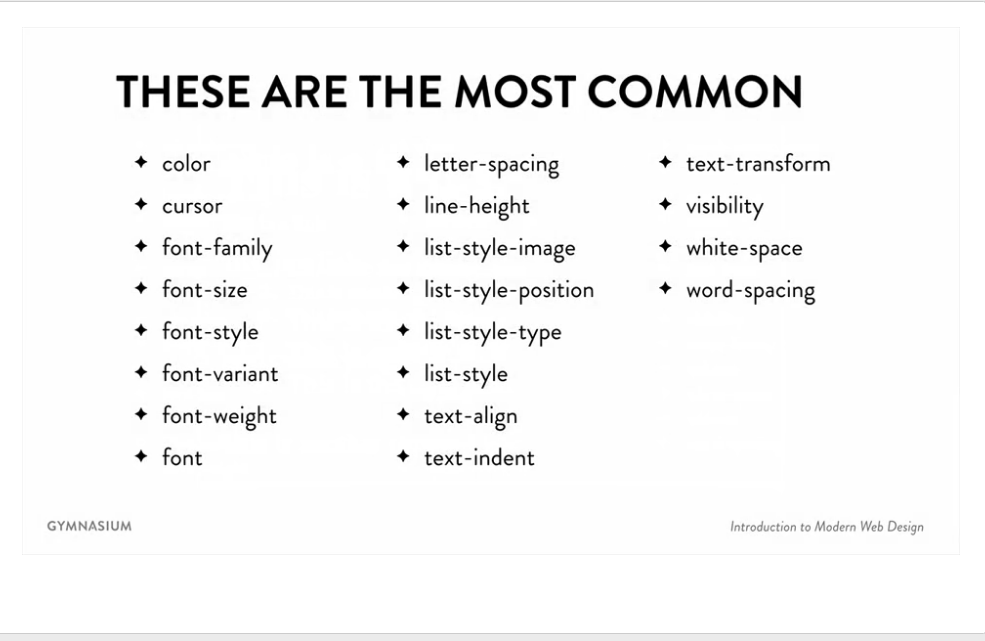 THESE ARE THE MOST COMMON
✦ color
✦ cursor
✦ font-family
✦ font-size
✦ font-style
✦ font-variant
✦ font-weight
✦ font
✦ letter-spacing
✦ line-height
✦ list-style-image
✦ list-style-position
✦ list-style-type
✦ list-style
✦ text-align
✦ text-indent
✦ text-transform
✦ visibility
✦ white-space
✦ word-spacing
GYMNASIUM
Introduction to Modern Web Design